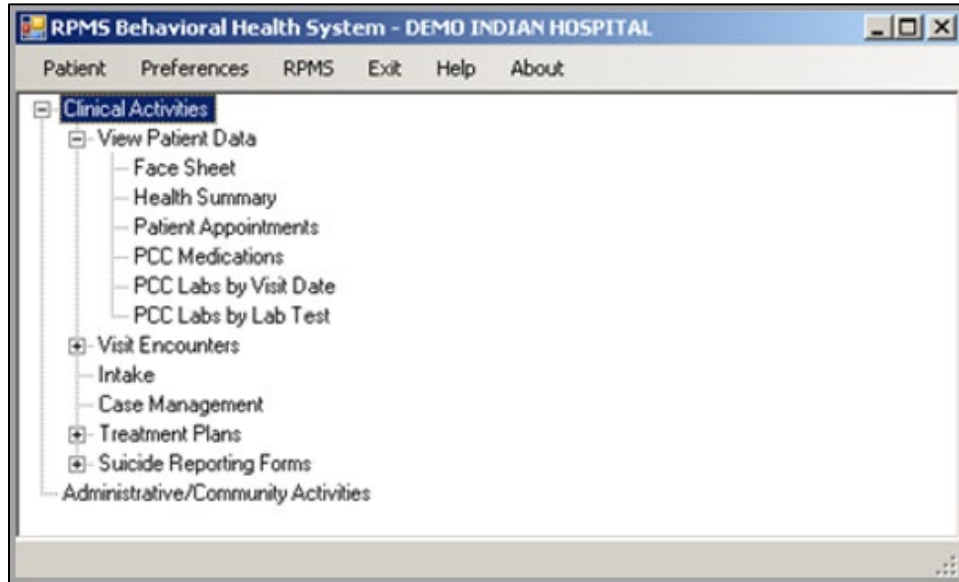 RPMS Behavioral Health System - DEMO INDIAN HOSPITAL
Patient Preferences RPMS Exit Help About
Clinical Activities
View Patient Data
Face Sheet
Health Summary
Patient Appointments
PCC Medications
PCC Labs by Visit Date
PCC Labs by Lab Test
Visit Encounters
Intake
Case Management
Treatment Plans
Suicide Reporting Forms
Administrative/Community Activities